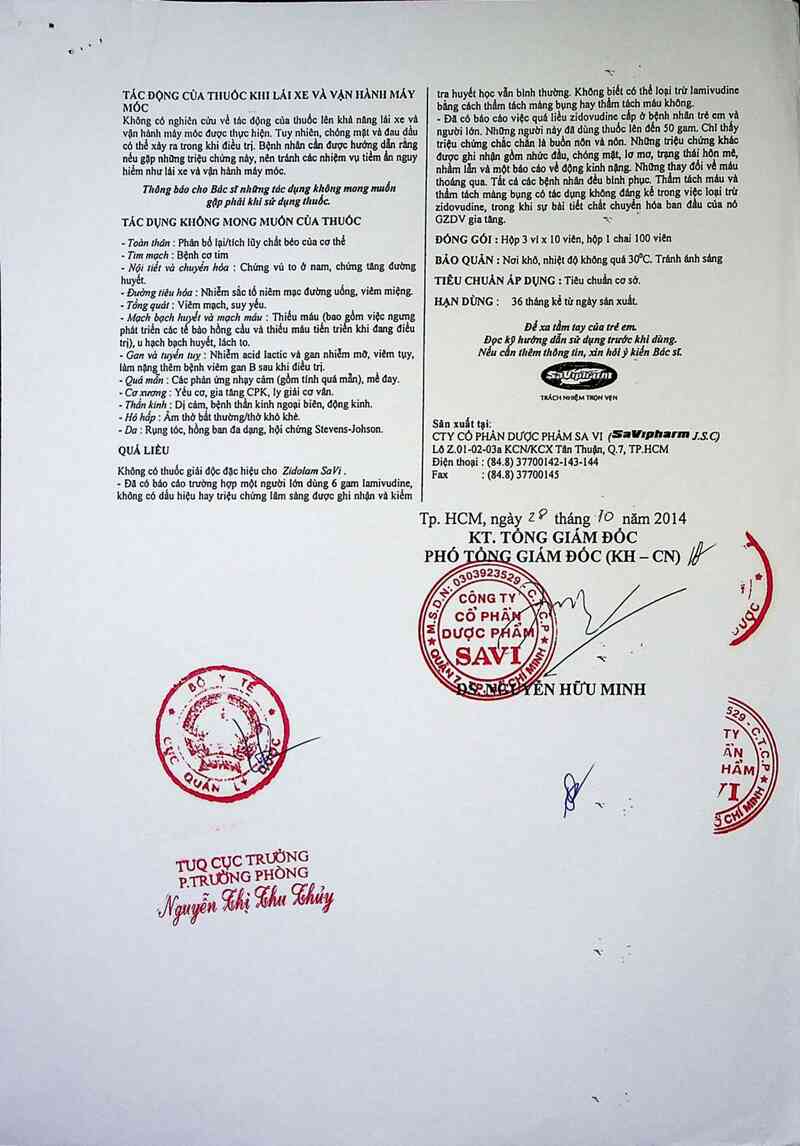 TÁC ĐỘNG CỦA THUỐC KHI LÁI XE VÀ VẬN HÀNH MÁY
MÓC
Không có nghiên cứu về tác động của thuốc lên khả năng lái xe và
vận hành máy móc được thực hiện. Tuy nhiên, chóng mặt và đau đầu
có thể xảy ra trong khi điều trị. Bệnh nhân cần được hướng dẫn rằng
nếu gặp những triệu chứng này, nên tránh các nhiệm vụ tiềm ẩn nguy
hiểm như lái xe và vận hành máy móc.
Thông báo cho Bác sĩ những tác dụng không mong muốn
gặp phải khi sử dụng thuốc.
TÁC DỤNG KHÔNG MONG MUỐN CỦA THUỐC
- Toàn thân : Phân bố lại/tích lũy chất béo của cơ thể
- Tim mạch : Bệnh cơ tim
- Nội tiết và chuyển hóa : Chứng vú to ở nam, chứng tăng đường
huyết.
- Đường tiêu hóa : Nhiễm sắc tố niêm mạc đường uống, viêm miệng.
- Tổng quát : Viêm mạch, suy yếu.
- Mạch bạch huyết và mạch máu : Thiếu máu (bao gồm việc ngưng
phát triển các tế bào hồng cầu và thiếu máu tiến triển khi đang điều
trị), u hạch bạch huyết, lách to.
- Gan và tuyến tụy : Nhiễm acid lactic và gan nhiễm mỡ, viêm tụy,
làm nặng thêm bệnh viêm gan B sau khi điều trị.
- Quá mẫn : Các phản ứng nhạy cảm (gồm tính quá mẫn), mề đay.
- Cơ xương : Yếu cơ, gia tăng CPK, ly giải cơ vân.
- Thần kinh : Dị cảm, bệnh thần kinh ngoại biên, động kinh.
- Hô hấp : Âm thở bất thường/thở khò khè.
- Da : Rụng tóc, hồng ban đa dạng, hội chứng Stevens-Johson.
QUÁ LIỀU
Không có thuốc giải độc đặc hiệu cho Zidolam SaVi .
- Đã có báo cáo trường hợp một người lớn dùng 6 gam lamivudine,
không có dấu hiệu hay triệu chứng lâm sàng được ghi nhận và kiểm
tra huyết học vẫn bình thường. Không biết có thể loại trừ lamivudine
bằng cách thẩm tách màng bụng hay thẩm tách máu không.
- Đã có báo cáo việc quá liều zidovudine cấp ở bệnh nhân trẻ em và
người lớn. Những người này đã dùng thuốc lên đến 50 gam. Chỉ thấy
triệu chứng chắc chắn là buồn nôn và nôn. Những triệu chứng khác
được ghi nhận gồm nhức đầu, chóng mặt, lơ mơ, trạng thái hôn mê,
nhầm lẫn và một báo cáo về động kinh nặng. Những thay đổi về máu
thoáng qua. Tất cả các bệnh nhân đều bình phục. Thẩm tách máu và
thẩm tách màng bụng có tác dụng không đáng kể trong việc loại trừ
zidovudine, trong khi sự bài tiết chất chuyển hóa ban đầu của nó
GZDV gia tăng.
ĐÓNG GÓI : Hộp 3 vỉ x 10 viên, hộp 1 chai 100 viên
BẢO QUẢN : Nơi khô, nhiệt độ không quá 30°C. Tránh ánh sáng
TIÊU CHUẨN ÁP DỤNG : Tiêu chuẩn cơ sở.
HẠN DÙNG : 36 tháng kể từ ngày sản xuất.
Để xa tầm tay của trẻ em.
Đọc kỹ hướng dẫn sử dụng trước khi dùng.
Nếu cần thêm thông tin, xin hỏi ý kiến Bác sĩ.
SaVipharm
TRÁCH NHIỆM TRỌN VẸN
Sản xuất tại:
CTY CỔ PHẦN DƯỢC PHẨM SA VI (SaVipharm J.S.C)
Lô Z.01-02-03a KCN/KCX Tân Thuận, Q.7, TP.HCM
Điện thoại : (84.8) 37700142-143-144
Fax : (84.8) 37700145
Tp. HCM, ngày 28 tháng 10 năm 2014
KT. TỔNG GIÁM ĐỐC
PHÓ TỔNG GIÁM ĐỐC (KH – CN)
M.S.D.N: 0303923529 - C.T.C.P
CÔNG TY
CỔ PHẦN
DƯỢC PHẨM
SAVI
QUẬN 7 - TP. HỒ CHÍ MINH
DS. NGUYỄN HỮU MINH
BỘ Y TẾ
CỤC QUẢN LÝ DƯỢC
529 - C.T.C.P
TY
ẦN
HẨM
VI
CHÍ MINH
TUQ CỤC TRƯỞNG
P.TRƯỞNG PHÒNG
Nguyễn Thị Thu Thủy